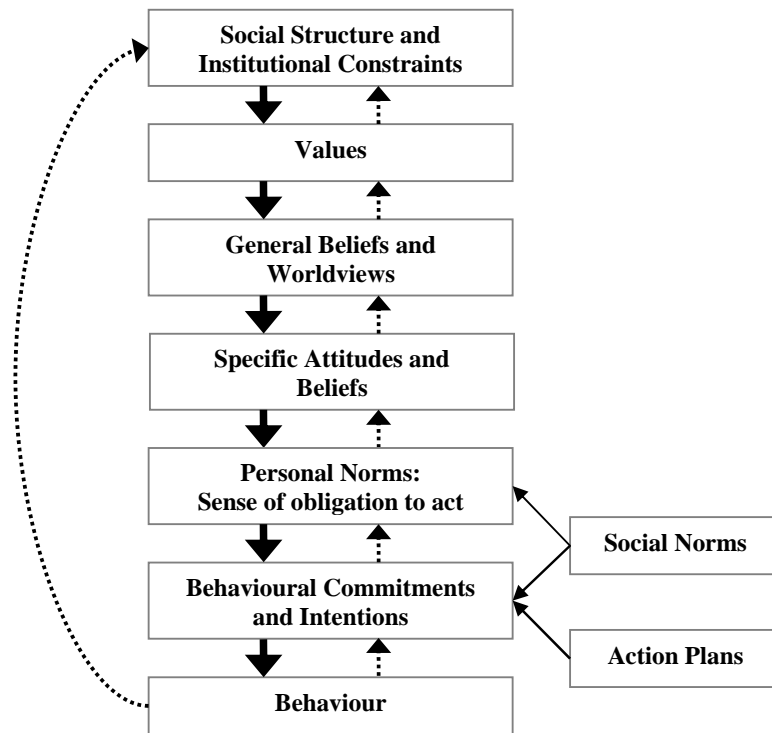 Social Structure and
Institutional Constraints
Values
General Beliefs and
Worldviews
Specific Attitudes and
Beliefs
Personal Norms:
Sense of obligation to act
Social Norms
Behavioural Commitments
and Intentions
Action Plans
Behaviour